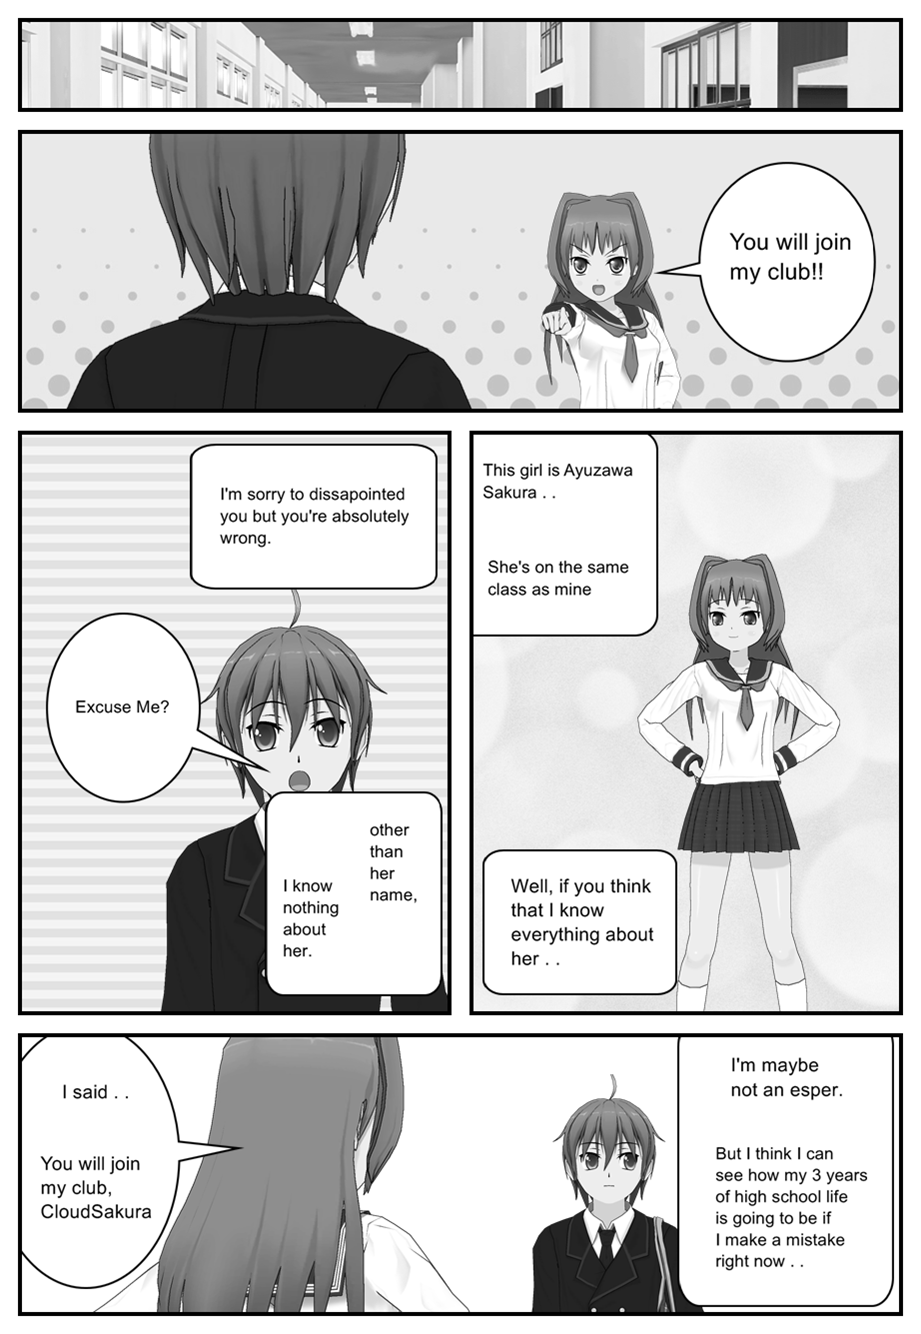 You will join
my club!!
This girl is Ayuzawa
Sakura . .
She's on the same
class as mine
Well, if you think
that I know
everything about
her . .
I'm sorry to dissapointed
you but you're absolutely
wrong.
Excuse Me?
other
than
her
name,
I know
nothing
about
her.
I'm maybe
not an esper.
But I think I can
see how my 3 years
of high school life
is going to be if
I make a mistake
right now . .
I said . .
You will join
my club,
CloudSakura